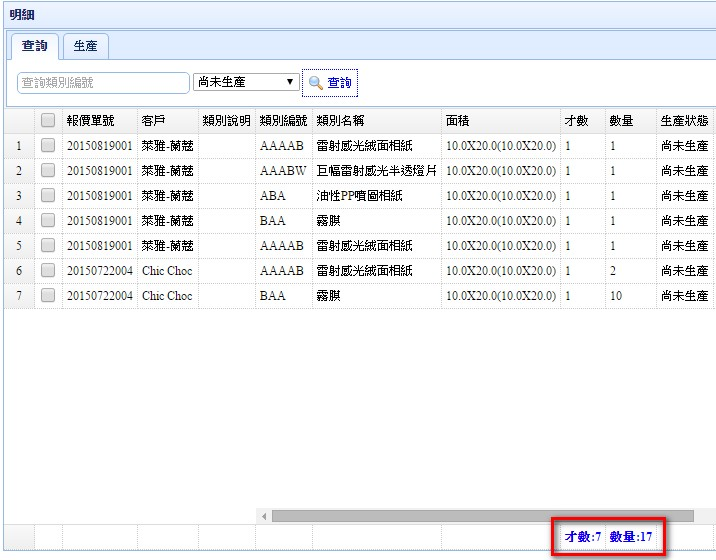 明細
查詢 生產
查詢類別編號 尚未生產 查詢
報價單號 客戶 類別說明 類別編號 類別名稱 面積 才數 數量 生產狀態
1 20150819001 萊雅-蘭蔻 AAAAB 雷射感光絨面相紙 10.0X20.0(10.0X20.0) 1 1 尚未生產
2 20150819001 萊雅-蘭蔻 AAABW 巨幅雷射感光半透燈片 10.0X20.0(10.0X20.0) 1 1 尚未生產
3 20150819001 萊雅-蘭蔻 ABA 油性PP噴圖相紙 10.0X20.0(10.0X20.0) 1 1 尚未生產
4 20150819001 萊雅-蘭蔻 BAA 霧膜 10.0X20.0(10.0X20.0) 1 1 尚未生產
5 20150819001 萊雅-蘭蔻 AAAAB 雷射感光絨面相紙 10.0X20.0(10.0X20.0) 1 1 尚未生產
6 20150722004 Chic Choc AAAAB 雷射感光絨面相紙 10.0X20.0(10.0X20.0) 1 2 尚未生產
7 20150722004 Chic Choc BAA 霧膜 10.0X20.0(10.0X20.0) 1 10 尚未生產
才數:7 數量:17